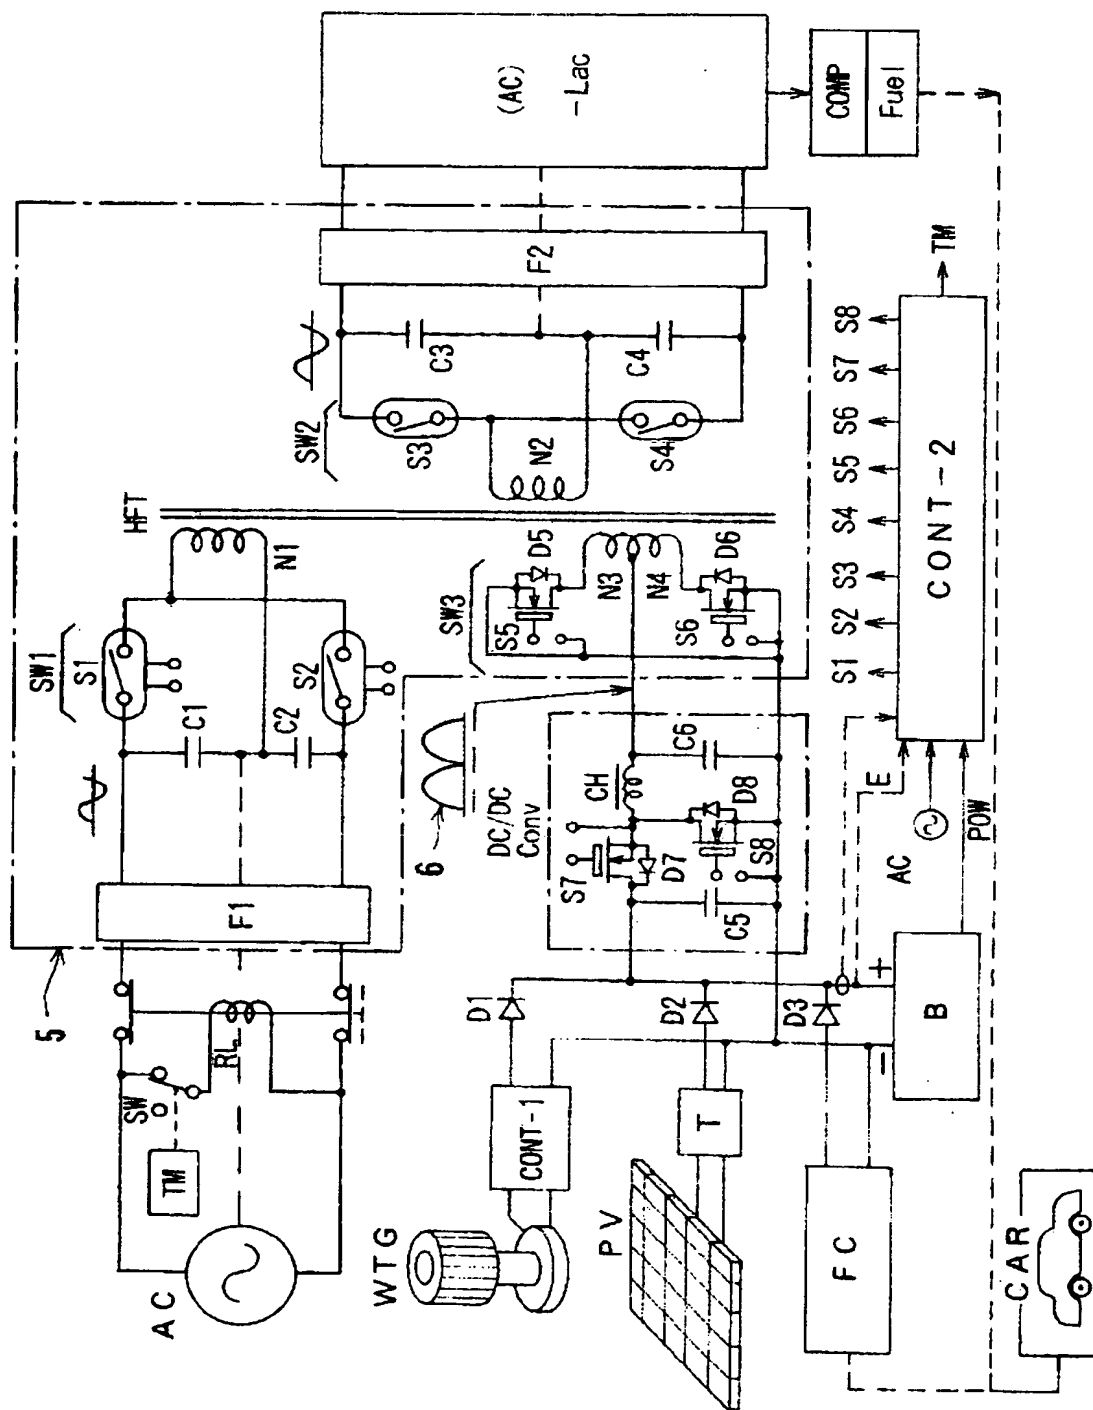 AC
TM
SW
RL
5
F1
SW1
S1
S2
C1
C2
N1
HFT
SW2
S3
S4
N2
C3
C4
F2
(AC)
-Lac
COMP
Fuel
WTG
CONT-1
D1
6
DC/DC
Conv
S7
D7
CH
C5
S8
D8
C6
SW3
S5
D5
N3
N4
S6
D6
PV
T
D2
FC
D3
B
+
-
E
AC
POW
S1
S2
S3
S4
S5
S6
S7
S8
CONT-2
TM
CAR